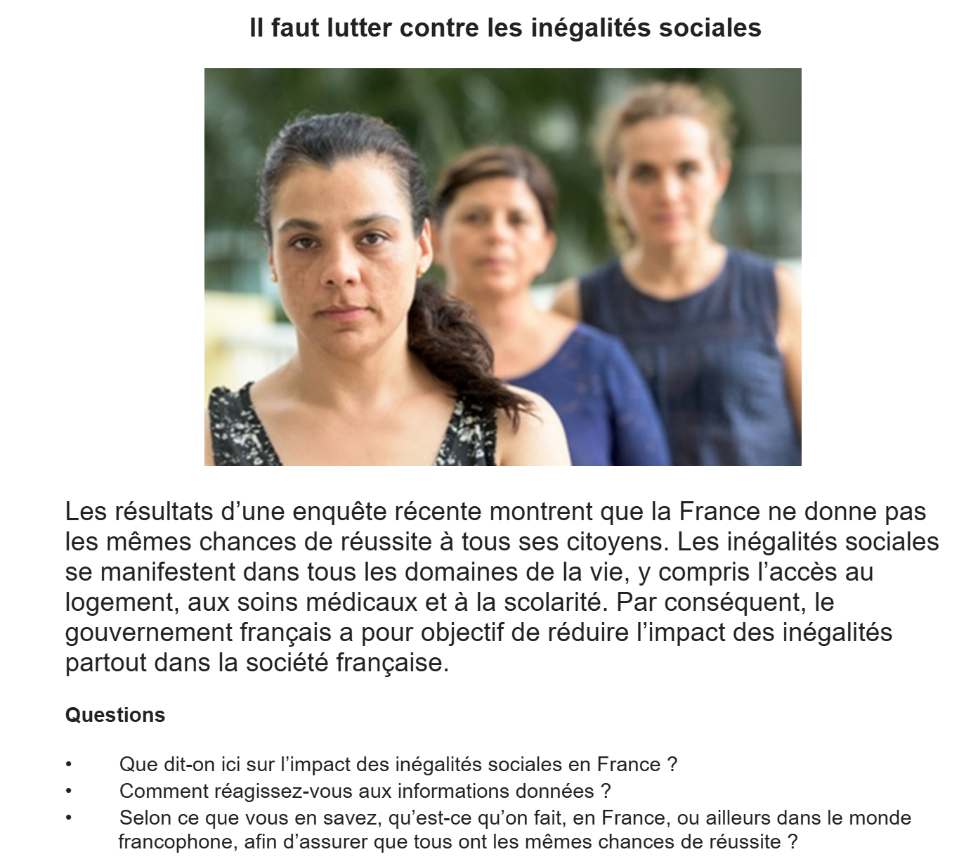 Il faut lutter contre les inégalités sociales
Les résultats d’une enquête récente montrent que la France ne donne pas
les mêmes chances de réussite à tous ses citoyens. Les inégalités sociales
se manifestent dans tous les domaines de la vie, y compris l’accès au
logement, aux soins médicaux et à la scolarité. Par conséquent, le
gouvernement français a pour objectif de réduire l’impact des inégalités
partout dans la société française.
Questions
• Que dit-on ici sur l’impact des inégalités sociales en France ?
• Comment réagissez-vous aux informations données ?
• Selon ce que vous en savez, qu’est-ce qu’on fait, en France, ou ailleurs dans le monde
francophone, afin d’assurer que tous ont les mêmes chances de réussite ?